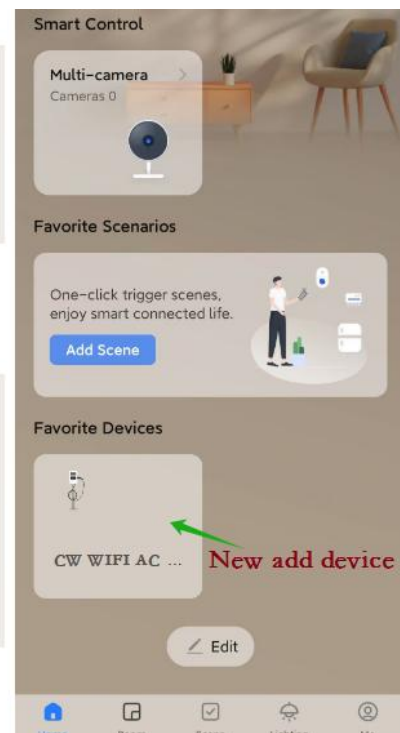 Smart Control
Multi-camera
Cameras 0
Favorite Scenarios
One-click trigger scenes,
enjoy smart connected life.
Add Scene
Favorite Devices
CW WIFI AC ...
New add device
Edit